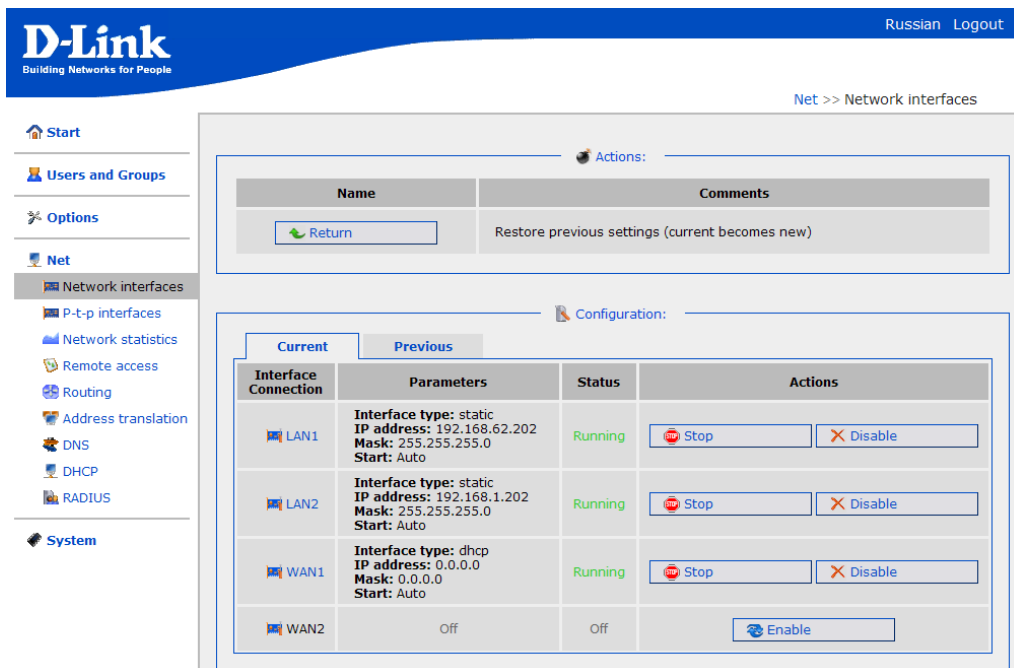 Russian Logout
D-Link
Building Networks for People
Net >> Network interfaces
Start
Users and Groups
Options
Net
Network interfaces
P-t-p interfaces
Network statistics
Remote access
Routing
Address translation
DNS
DHCP
RADIUS
System
Actions:
Name Comments
Return Restore previous settings (current becomes new)
Configuration:
Current Previous
Interface Connection Parameters Status Actions
LAN1
Interface type: static
IP address: 192.168.62.202
Mask: 255.255.255.0
Start: Auto
Running STOP Stop Disable
LAN2
Interface type: static
IP address: 192.168.1.202
Mask: 255.255.255.0
Start: Auto
Running STOP Stop Disable
WAN1
Interface type: dhcp
IP address: 0.0.0.0
Mask: 0.0.0.0
Start: Auto
Running STOP Stop Disable
WAN2 Off Off Enable